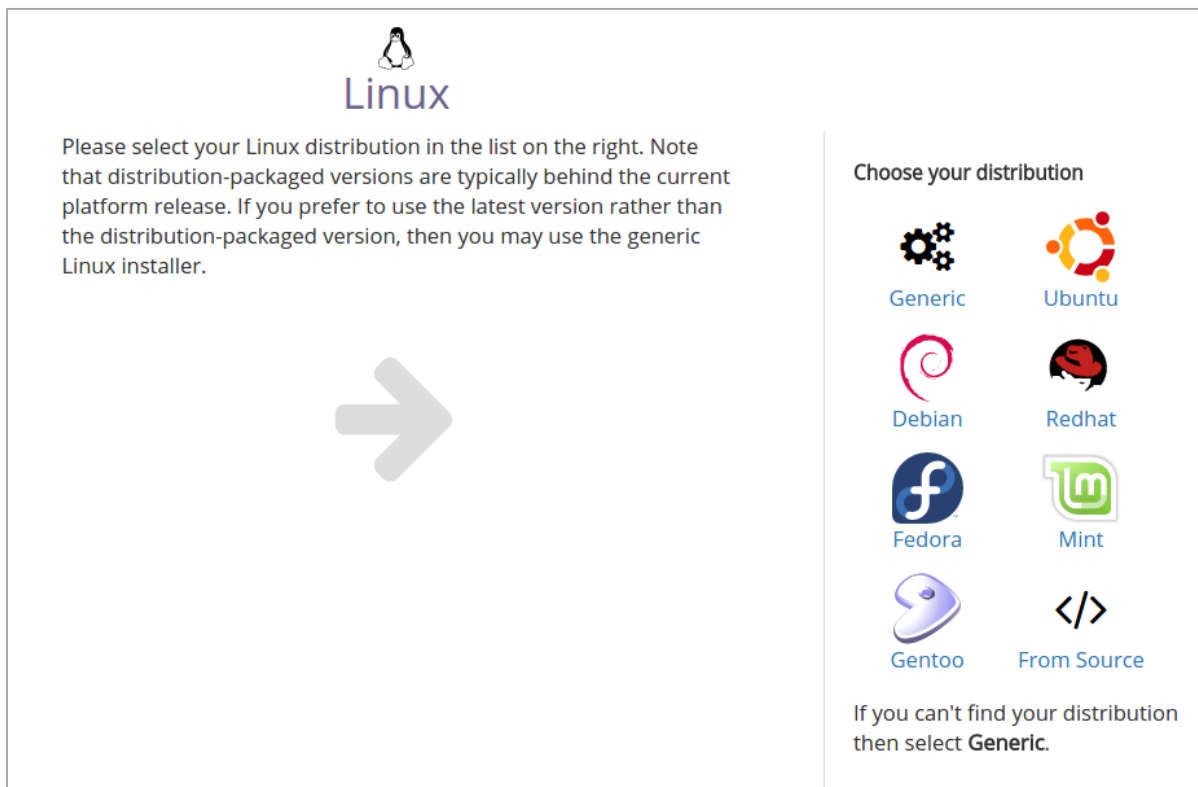 Linux
Please select your Linux distribution in the list on the right. Note
that distribution-packaged versions are typically behind the current
platform release. If you prefer to use the latest version rather than
the distribution-packaged version, then you may use the generic
Linux installer.
Choose your distribution
Generic
Ubuntu
Debian
Redhat
Fedora
Mint
Gentoo
</>
From Source
If you can't find your distribution
then select Generic.